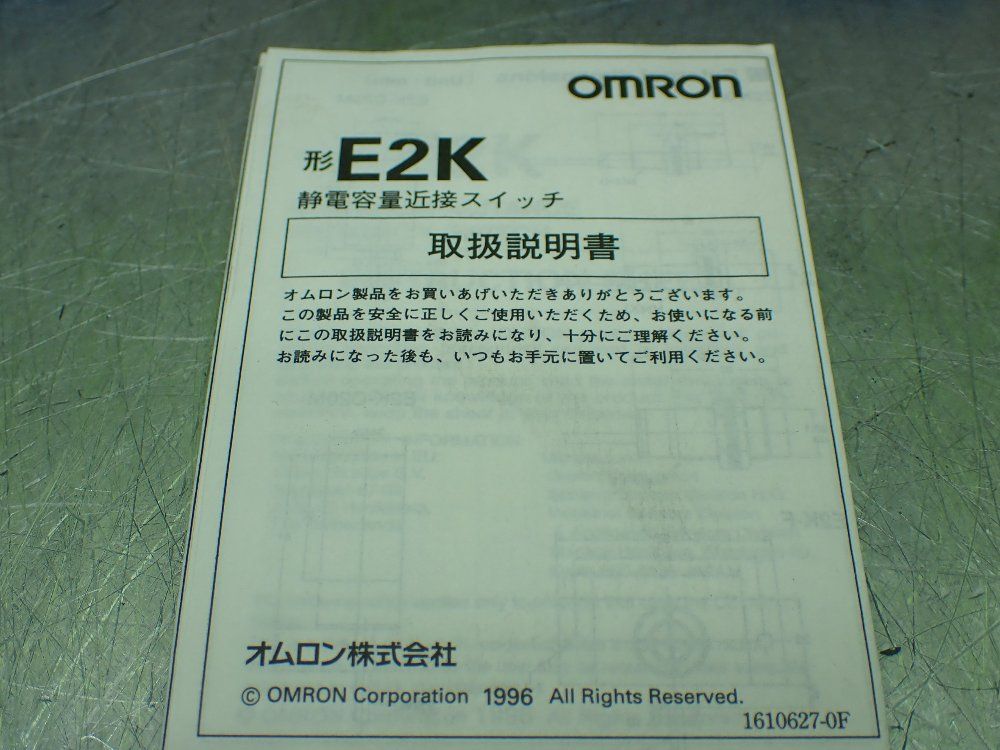 OMRON
形 E2K
静電容量近接スイッチ
取扱説明書
オムロン製品をお買いあげいただきありがとうございます。
この製品を安全に正しくご使用いただくため、お使いになる前
にこの取扱説明書をお読みになり、十分にご理解ください。
お読みになった後も、いつもお手元に置いてご利用ください。
オムロン株式会社
© OMRON Corporation 1996 All Rights Reserved.
1610627-0F